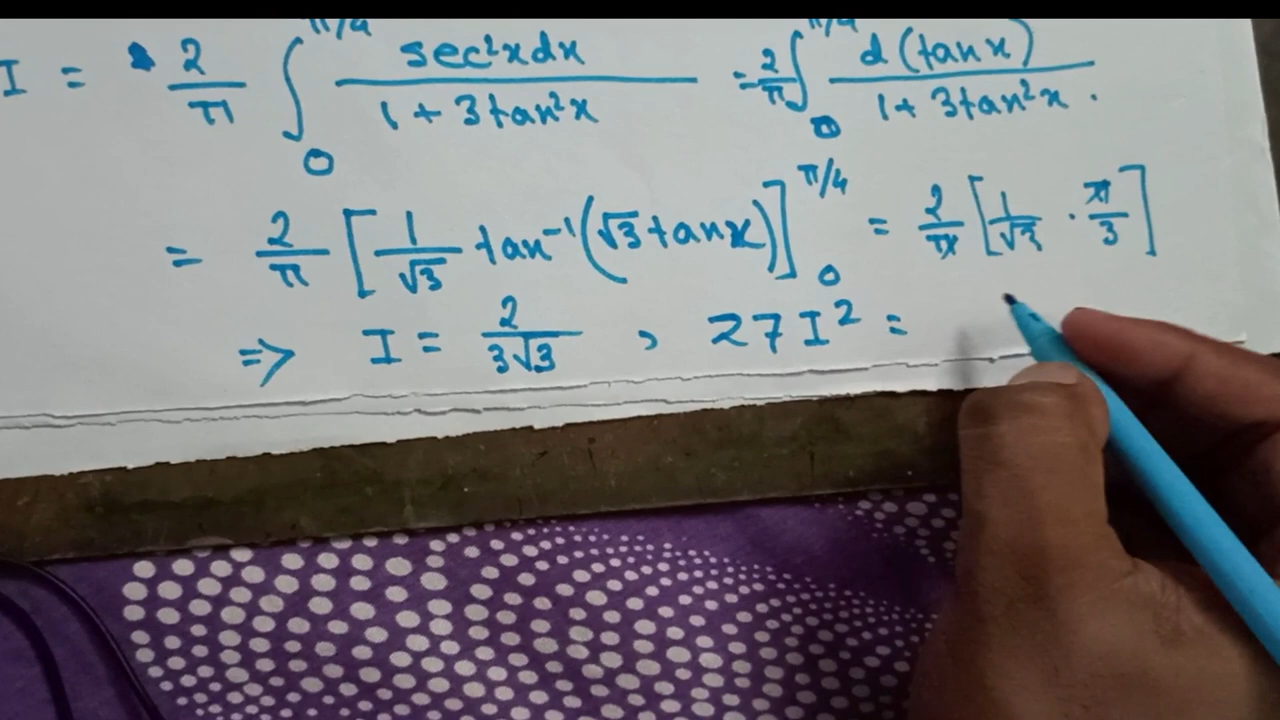 I = 2/π ∫₀^π/4 sec²x dx / 1 + 3tan²x = 2/π ∫₀^π/4 d(tan x) / 1 + 3tan²x .
= 2/π [ 1/√3 tan⁻¹(√3 tan x) ]₀^π/4 = 2/π [ 1/√3 · π/3 ]
⇒ I = 2/3√3 , 27I² =